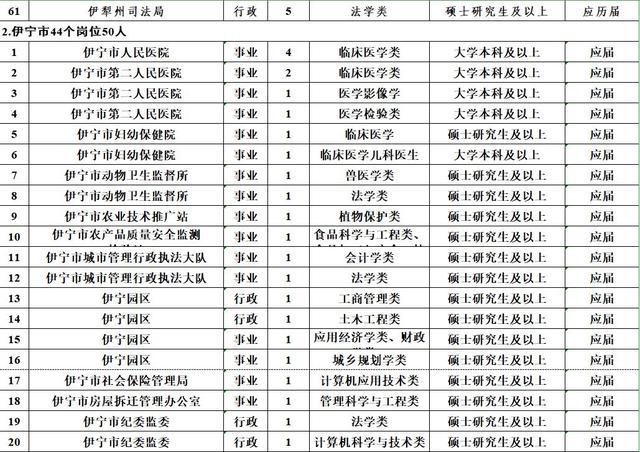 61 伊犁州司法局 行政 5 法学类 硕士研究生及以上 应历届
2.伊宁市44个岗位50人
1 伊宁市人民医院 事业 4 临床医学类 大学本科及以上 应届
2 伊宁市第二人民医院 事业 2 临床医学类 大学本科及以上 应届
3 伊宁市第二人民医院 事业 1 医学影像学 大学本科及以上 应届
4 伊宁市第二人民医院 事业 1 医学检验类 大学本科及以上 应届
5 伊宁市妇幼保健院 事业 1 临床医学 硕士研究生及以上 应届
6 伊宁市妇幼保健院 事业 1 临床医学儿科医生 大学本科及以上 应届
7 伊宁市动物卫生监督所 事业 1 兽医学类 硕士研究生及以上 应届
8 伊宁市动物卫生监督所 事业 1 法学类 硕士研究生及以上 应届
9 伊宁市农业技术推广站 事业 1 植物保护类 硕士研究生及以上 应届
10 伊宁市农产品质量安全监测 事业 1 食品科学与工程类、 硕士研究生及以上 应届
11 伊宁市城市管理行政执法大队 事业 1 会计学类 硕士研究生及以上 应届
12 伊宁市城市管理行政执法大队 事业 1 法学类 硕士研究生及以上 应届
13 伊宁园区 行政 1 工商管理类 硕士研究生及以上 应届
14 伊宁园区 行政 1 土木工程类 硕士研究生及以上 应届
15 伊宁园区 事业 1 应用经济学类、财政 硕士研究生及以上 应届
16 伊宁园区 事业 1 城乡规划学类 硕士研究生及以上 应届
17 伊宁市社会保险管理局 事业 1 计算机应用技术类 硕士研究生及以上 应届
18 伊宁市房屋拆迁管理办公室 事业 1 管理科学与工程类 硕士研究生及以上 应届
19 伊宁市纪委监委 行政 1 法学类 硕士研究生及以上 应届
20 伊宁市纪委监委 行政 1 计算机科学与技术类 硕士研究生及以上 应届